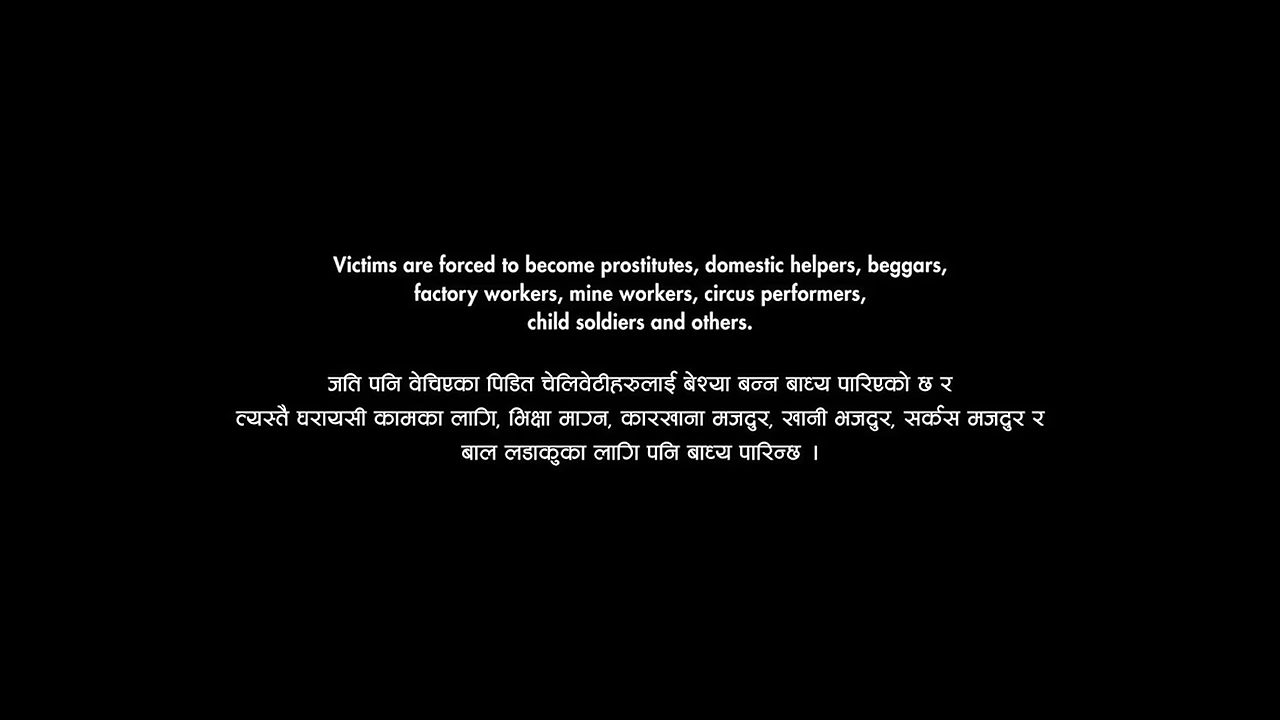 Victims are forced to become prostitutes, domestic helpers, beggars,
factory workers, mine workers, circus performers,
child soldiers and others.
जति पनि वेचिएका पिडित चेलिवेटीहरुलाई बेश्या बन्न बाध्य पारिएको छ र
त्यस्तै घरायसी कामका लागि, भिक्षा माग्न, कारखाना मजदुर, खानी भजदुर, सर्कस मजदुर र
बाल लडाकुका लागि पनि बाध्य पारिन्छ ।